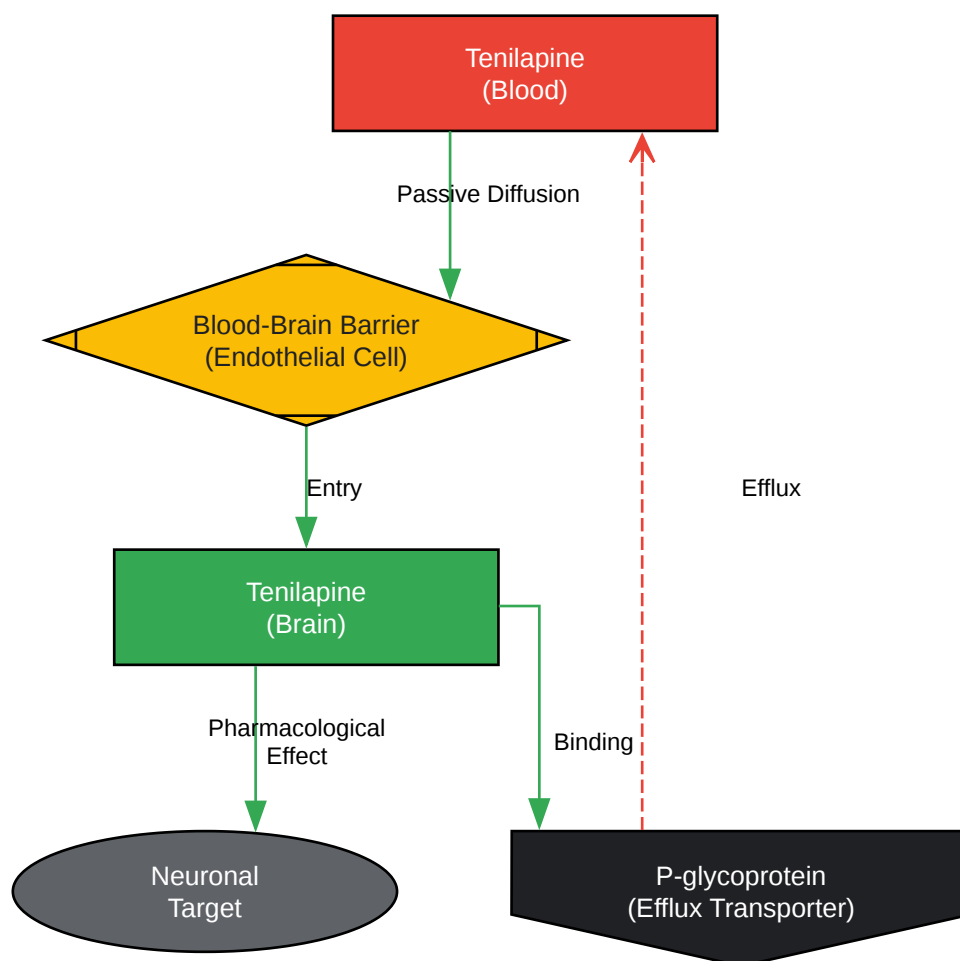 Tenilapine
(Blood)
Passive Diffusion
Blood-Brain Barrier
(Endothelial Cell)
Entry
Efflux
Tenilapine
(Brain)
Pharmacological
Effect
Binding
Neuronal
Target
P-glycoprotein
(Efflux Transporter)